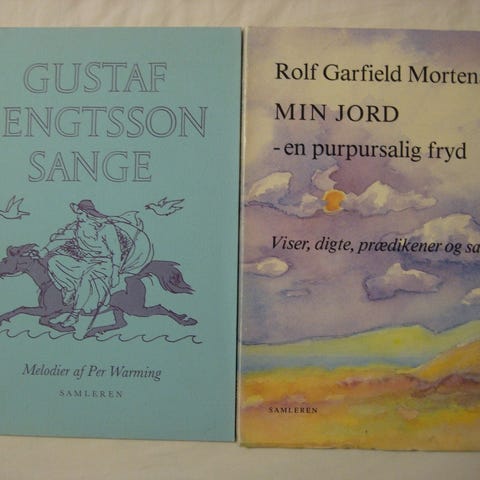 GUSTAF
ENGTSSON
SANGE
Melodier af Per Warming
SAMLEREN
Rolf Garfield Morten
MIN JORD
- en purpursalig fryd
Viser, digte, prædikener og sa
SAMLEREN